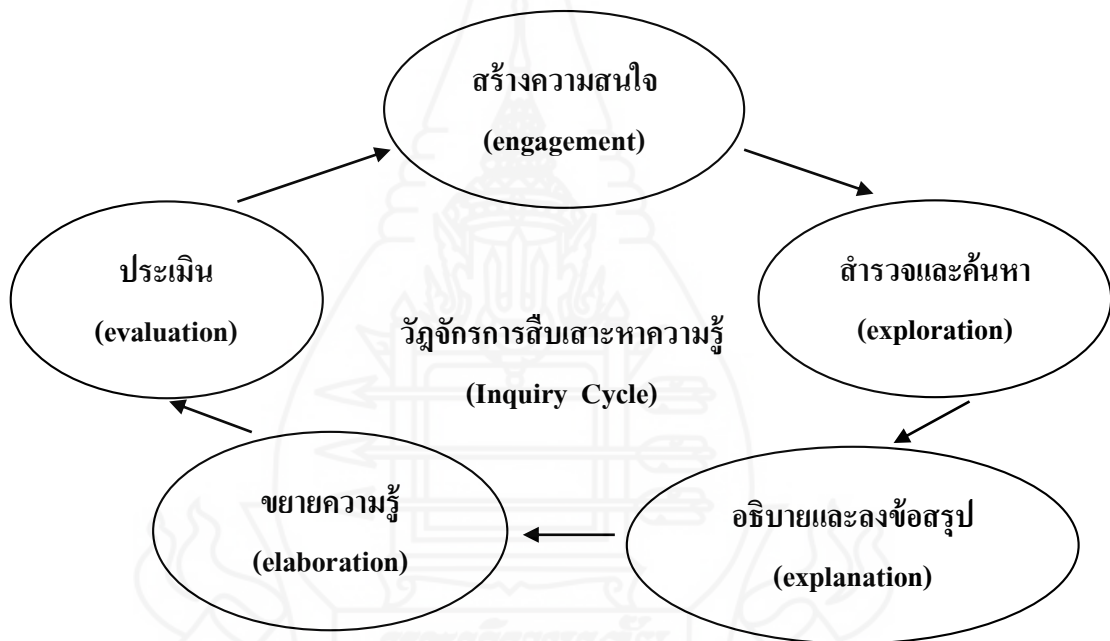 สร้างความสนใจ
(engagement)
สำรวจและค้นหา
(exploration)
อธิบายและลงข้อสรุป
(explanation)
ขยายความรู้
(elaboration)
ประเมิน
(evaluation)
วัฏจักรการสืบเสาะหาความรู้
(Inquiry Cycle)